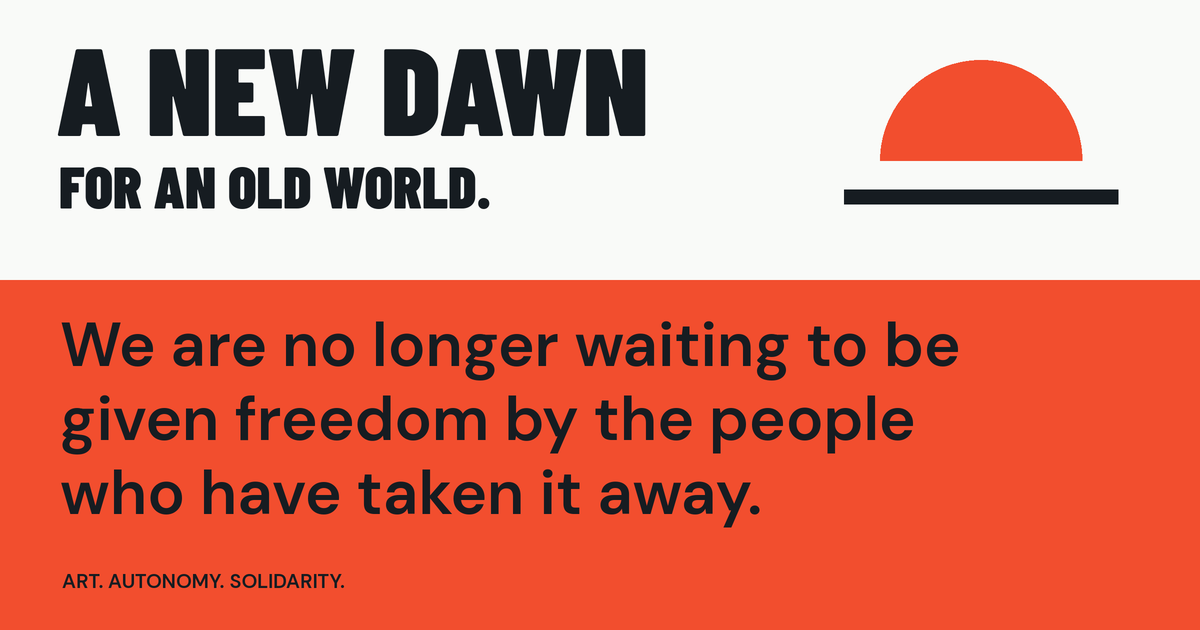 A NEW DAWN
FOR AN OLD WORLD.
We are no longer waiting to be
given freedom by the people
who have taken it away.
ART. AUTONOMY. SOLIDARITY.